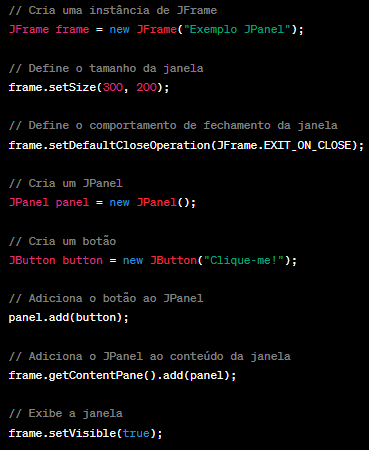 // Cria uma instância de JFrame
JFrame frame = new JFrame("Exemplo JPanel");
// Define o tamanho da janela
frame.setSize(300, 200);
// Define o comportamento de fechamento da janela
frame.setDefaultCloseOperation(JFrame.EXIT_ON_CLOSE);
// Cria um JPanel
JPanel panel = new JPanel();
// Cria um botão
JButton button = new JButton("Clique-me!");
// Adiciona o botão ao JPanel
panel.add(button);
// Adiciona o JPanel ao conteúdo da janela
frame.getContentPane().add(panel);
// Exibe a janela
frame.setVisible(true);